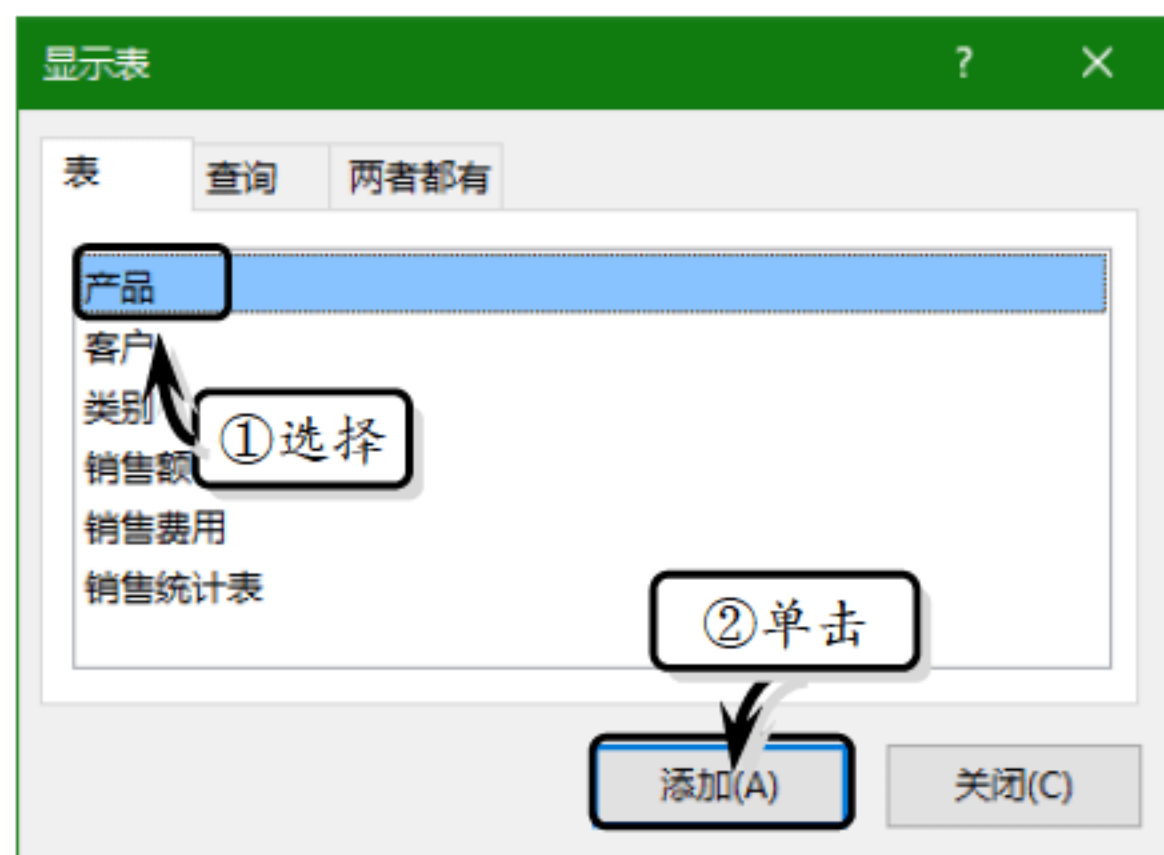 显示表 ? ×
表 查询 两者都有
产品
客户
类别
①选择
销售额
销售费用
销售统计表
②单击
添加(A) 关闭(C)